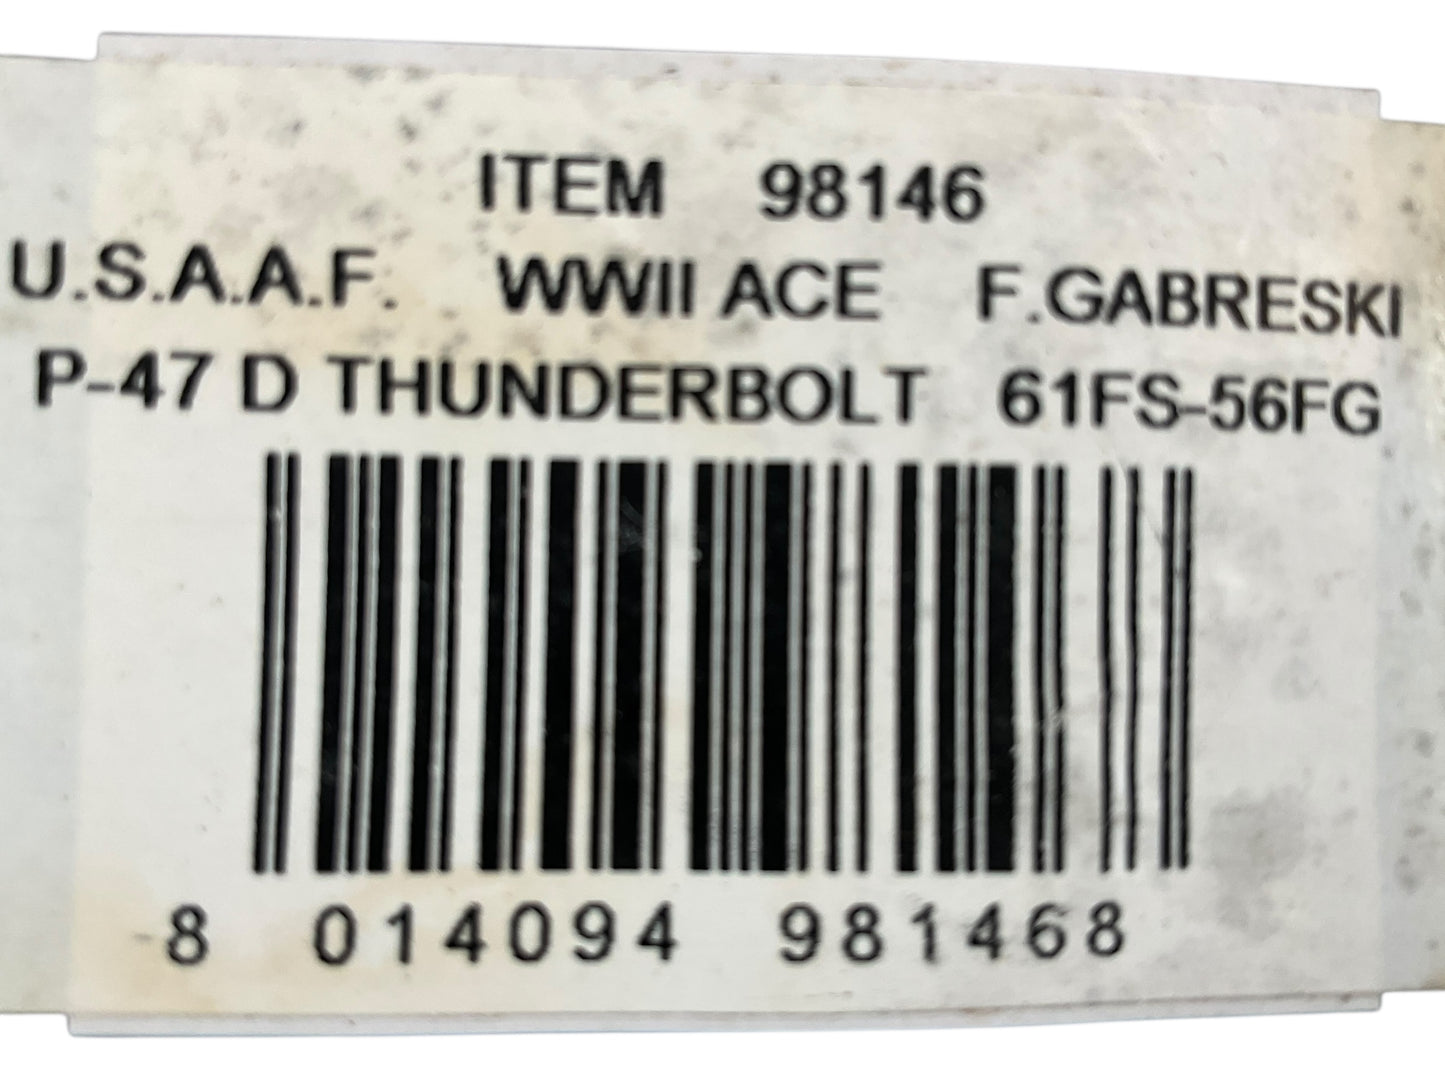 ITEM 98146
U.S.A.A.F. WWII ACE F.GABRESKI
P-47 D THUNDERBOLT 61FS-56FG
8 014094 981468